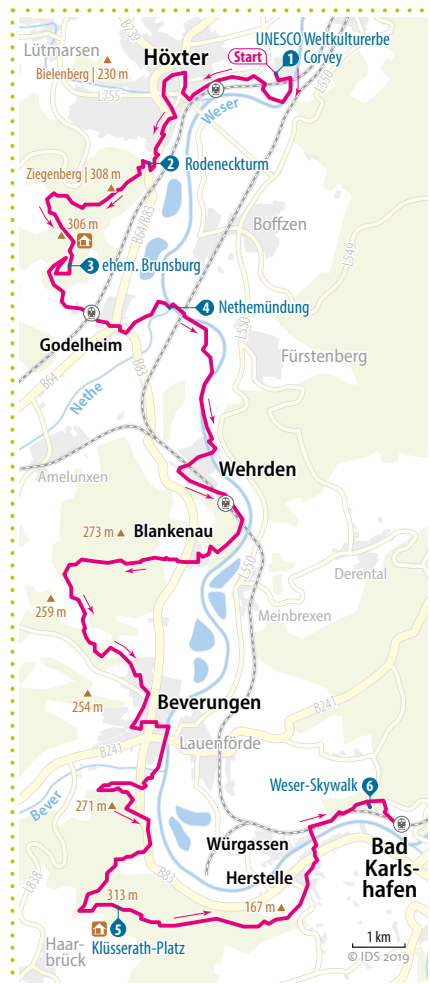 UNESCO Weltkulturerbe
Corvey
1
Start
Lütmarsen
B239
Bielenberg | 230 m
Höxter
L755
L550
Weser
2 Rodeneckturm
Ziegenberg | 308 m
306 m
B64/B83
Boffzen
L549
3 ehem. Brunsburg
4 Nethemündung
L550
Godelheim
Fürstenberg
B64
B83
Nethe
Wehrden
Amelunxen
273 m
Blankenau
L550
Derental
259 m
Meinbrexen
254 m
Beverungen
B241
B241
Lauenförde
Bever
Weser-Skywalk 6
271 m
Würgassen
Bad
Karls-
hafen
Herstelle
B83
L838
313 m
167 m
5
Klüsserath-Platz
Haar-
brück
1 km
© IDS 2019